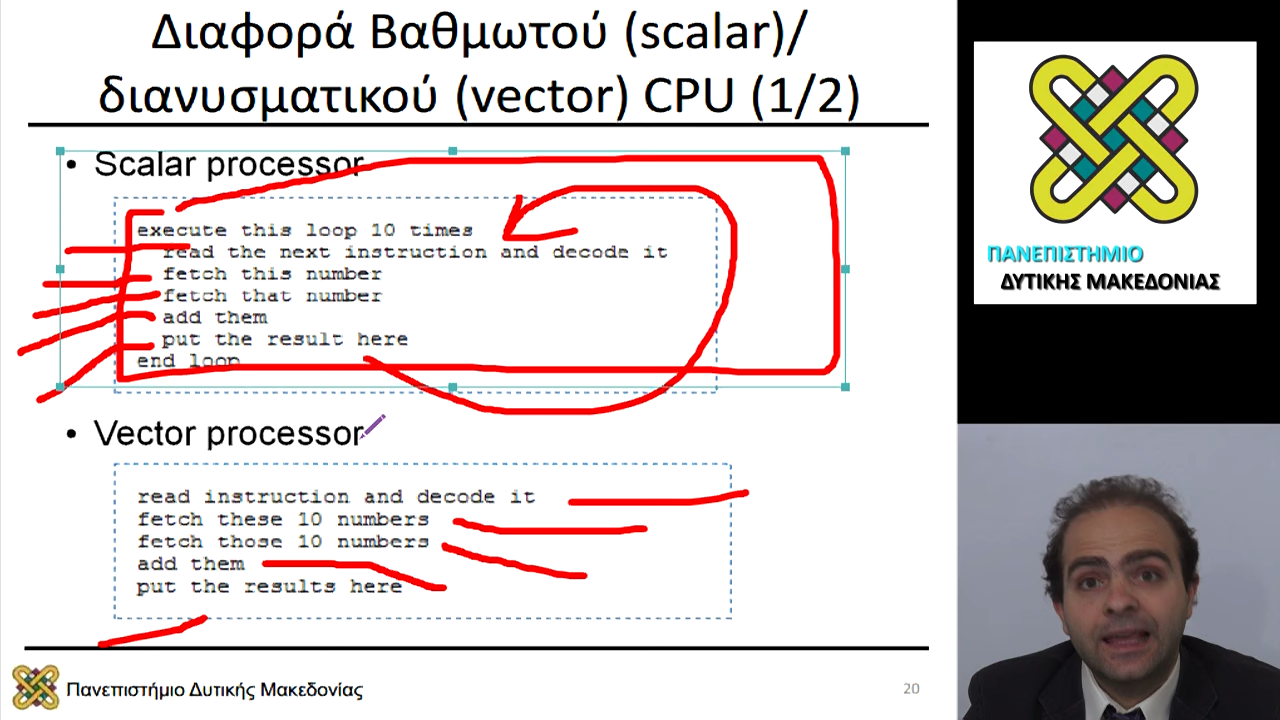 Διαφορά Βαθμωτού (scalar)/
διανυσματικού (vector) CPU (1/2)
• Scalar processor
execute this loop 10 times
read the next instruction and decode it
fetch this number
fetch that number
add them
put the result here
end loop
• Vector processor
read instruction and decode it
fetch these 10 numbers
fetch those 10 numbers
add them
put the results here
Πανεπιστήμιο Δυτικής Μακεδονίας
20
ΠΑΝΕΠΙΣΤΗΜΙΟ
ΔΥΤΙΚΗΣ ΜΑΚΕΔΟΝΙΑΣ